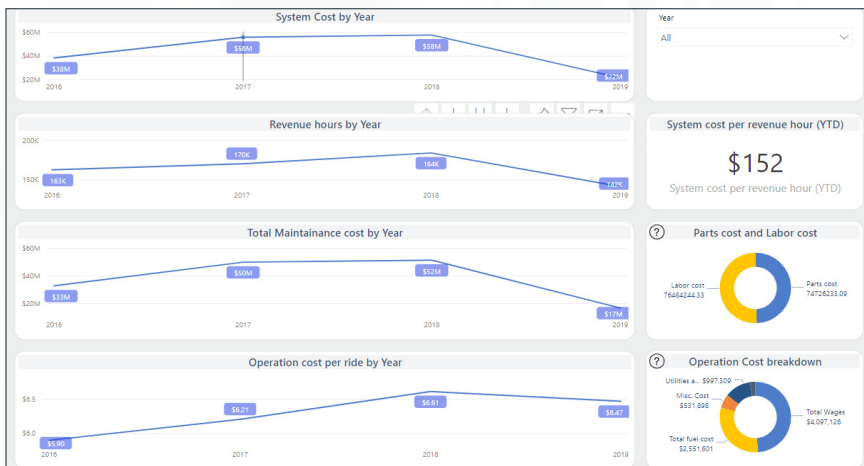 System Cost by Year
$60M
$40M
$20M
$38M
$56M
$58M
$22M
2016
2017
2018
2019
Year
All
Revenue hours by Year
200K
150K
163K
170K
184K
142K
2016
2017
2018
2019
System cost per revenue hour (YTD)
$152
System cost per revenue hour (YTD)
Total Maintainance cost by Year
$60M
$40M
$20M
$33M
$50M
$52M
$17M
2016
2017
2018
2019
Parts cost and Labor cost
Labor cost
76484244.33
Parts cost
74726233.09
Operation cost per ride by Year
$6.5
$6.0
$5.90
$6.21
$6.61
$6.47
2016
2017
2018
2019
Operation Cost breakdown
Utilities a... $997,309
Misc. Cost
$531,898
Total fuel cost
$2,551,601
Total Wages
$4,097,126